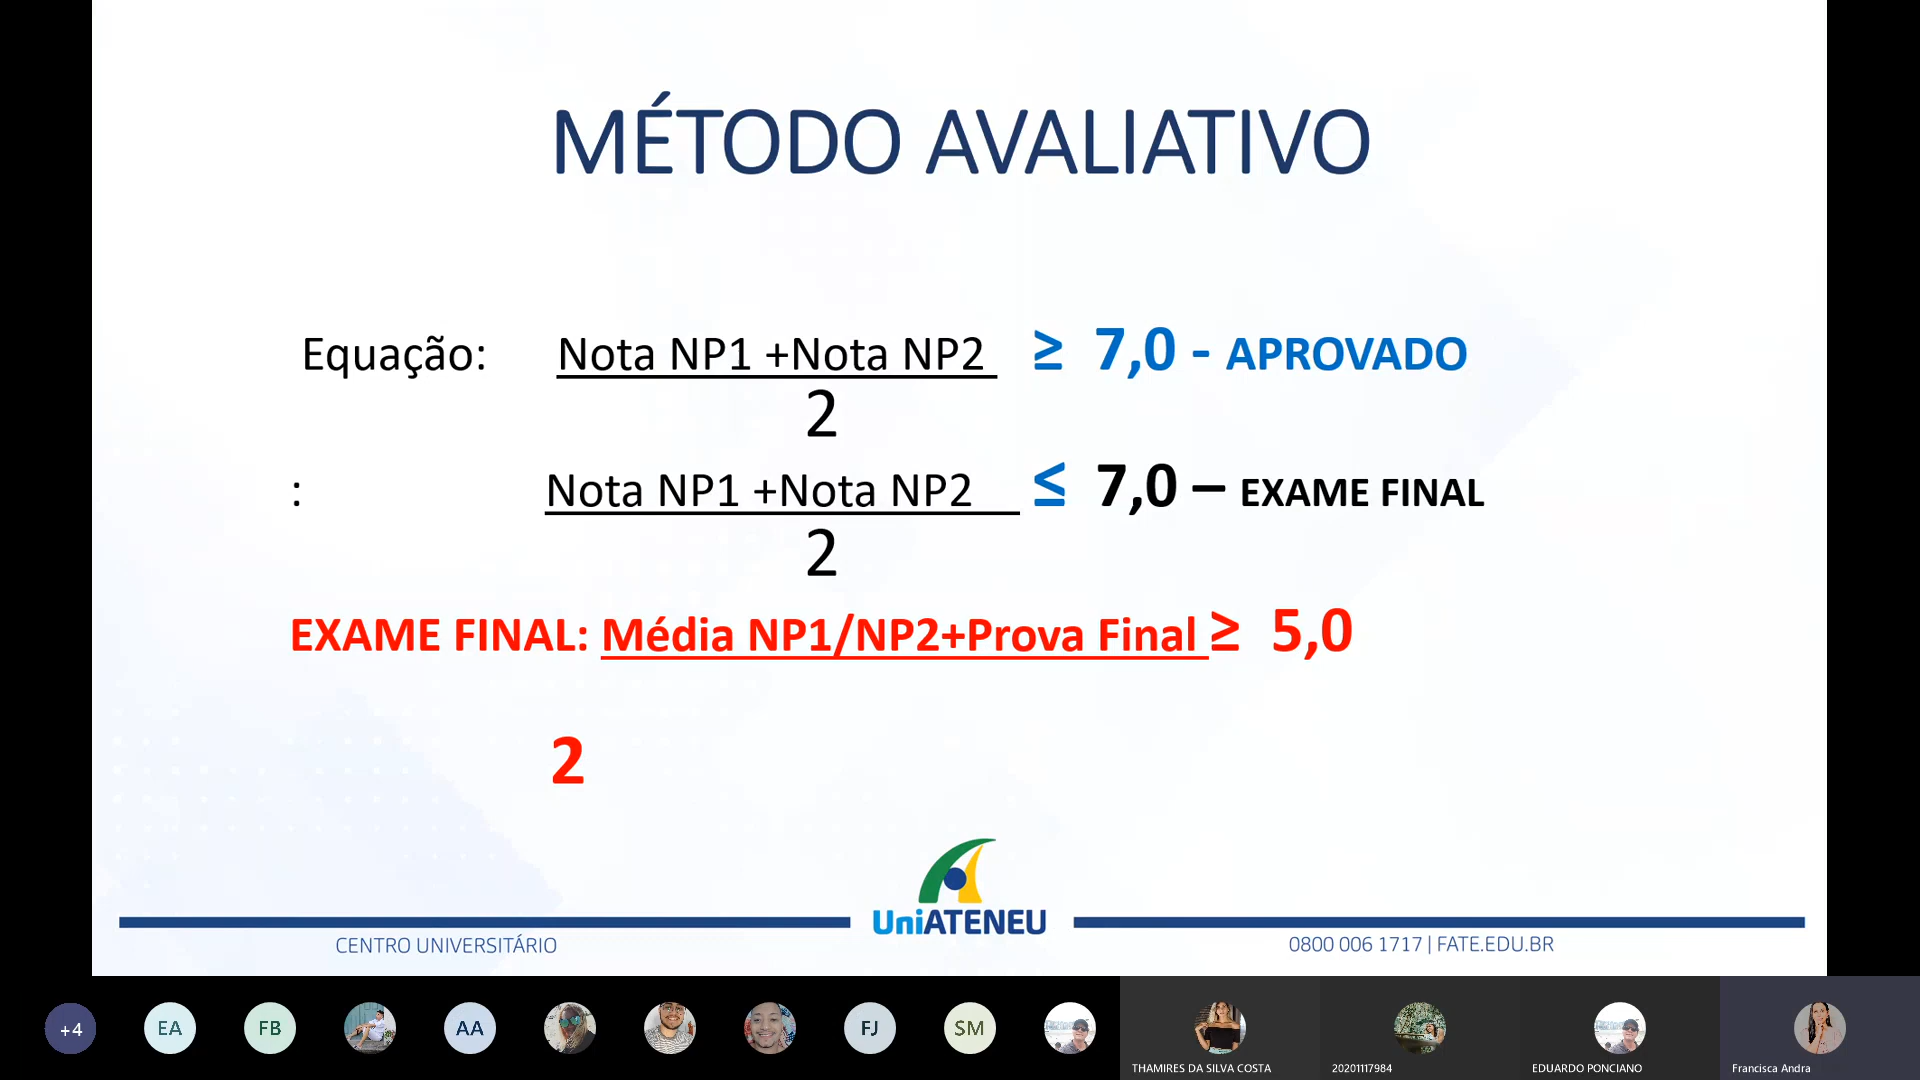 MÉTODO AVALIATIVO
Equação: Nota NP1 +Nota NP2 ≥ 7,0 - APROVADO
2
: Nota NP1 +Nota NP2 ≤ 7,0 – EXAME FINAL
2
EXAME FINAL: Média NP1/NP2+Prova Final ≥ 5,0
2
UniATENEU
CENTRO UNIVERSITÁRIO
0800 006 1717 | FATE.EDU.BR
+4
EA
FB
AA
FJ
SM
THAMIRES DA SILVA COSTA
20201117984
EDUARDO PONCIANO
Francisca Andra